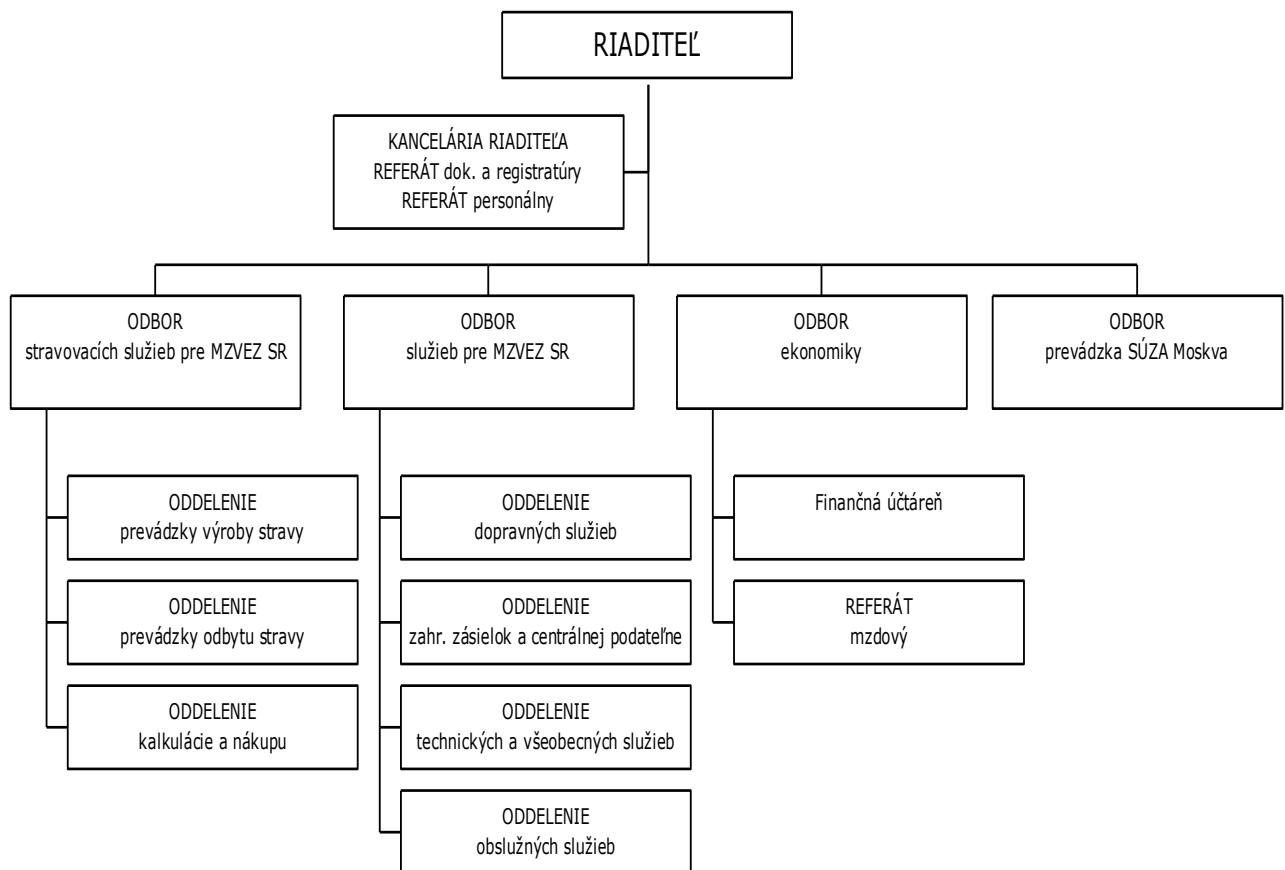 RIADITEĽ
KANCELÁRIA RIADITEĽA
REFERÁT dok. a registratúry
REFERÁT personálny
ODBOR
stravovacích služieb pre MZVEZ SR
ODBOR
služieb pre MZVEZ SR
ODBOR
ekonomiky
ODBOR
prevádzka SÚZA Moskva
ODDELENIE
prevádzky výroby stravy
ODDELENIE
prevádzky odbytu stravy
ODDELENIE
kalkulácie a nákupu
ODDELENIE
dopravných služieb
ODDELENIE
zahr. zásielok a centrálnej podateľne
ODDELENIE
technických a všeobecných služieb
ODDELENIE
obslužných služieb
Finančná účtáreň
REFERÁT
mzdový